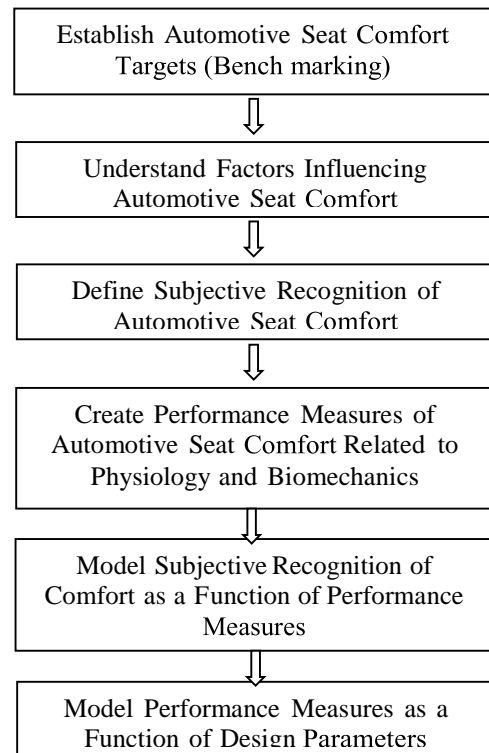 Establish Automotive Seat Comfort
Targets (Bench marking)
Understand Factors Influencing
Automotive Seat Comfort
Define Subjective Recognition of
Automotive Seat Comfort
Create Performance Measures of
Automotive Seat Comfort Related to
Physiology and Biomechanics
Model Subjective Recognition of
Comfort as a Function of Performance
Measures
Model Performance Measures as a
Function of Design Parameters